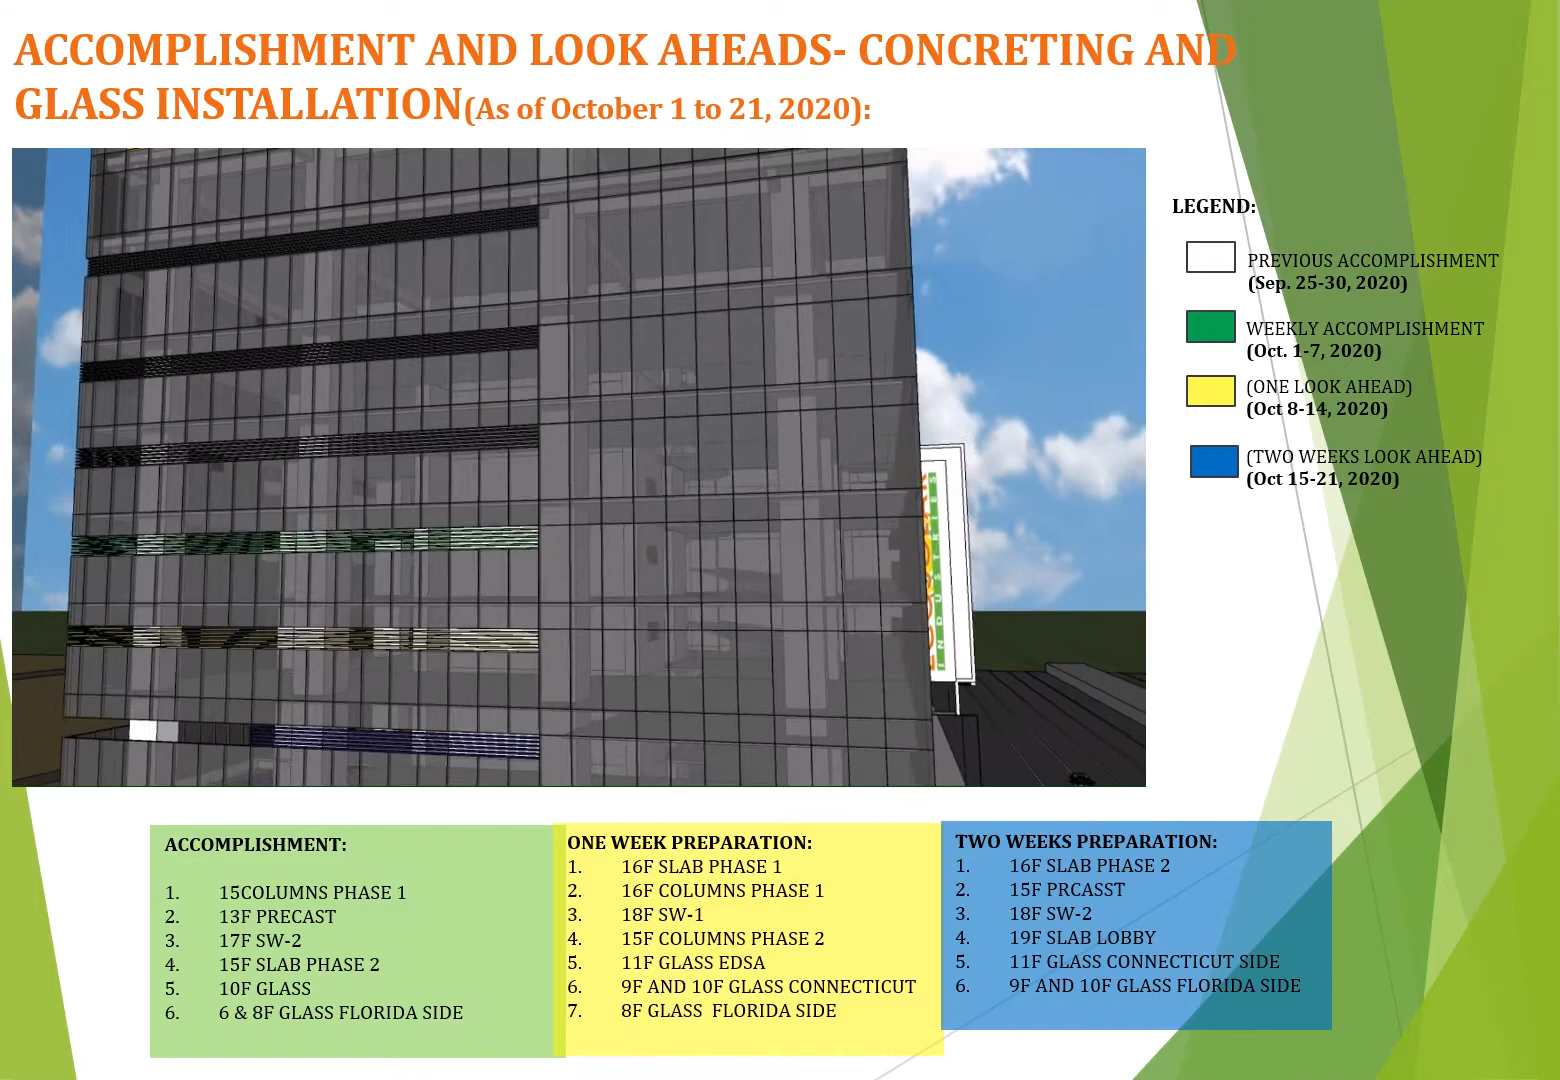 ACCOMPLISHMENT AND LOOK AHEADS- CONCRETING AND
GLASS INSTALLATION(As of October 1 to 21, 2020):
LEGEND:
PREVIOUS ACCOMPLISHMENT
(Sep. 25-30, 2020)
WEEKLY ACCOMPLISHMENT
(Oct. 1-7, 2020)
(ONE LOOK AHEAD)
(Oct 8-14, 2020)
(TWO WEEKS LOOK AHEAD)
(Oct 15-21, 2020)
INDUSTRIES
ACCOMPLISHMENT:
1. 15COLUMNS PHASE 1
2. 13F PRECAST
3. 17F SW-2
4. 15F SLAB PHASE 2
5. 10F GLASS
6. 6 & 8F GLASS FLORIDA SIDE
ONE WEEK PREPARATION:
1. 16F SLAB PHASE 1
2. 16F COLUMNS PHASE 1
3. 18F SW-1
4. 15F COLUMNS PHASE 2
5. 11F GLASS EDSA
6. 9F AND 10F GLASS CONNECTICUT
7. 8F GLASS FLORIDA SIDE
TWO WEEKS PREPARATION:
1. 16F SLAB PHASE 2
2. 15F PRCASST
3. 18F SW-2
4. 19F SLAB LOBBY
5. 11F GLASS CONNECTICUT SIDE
6. 9F AND 10F GLASS FLORIDA SIDE